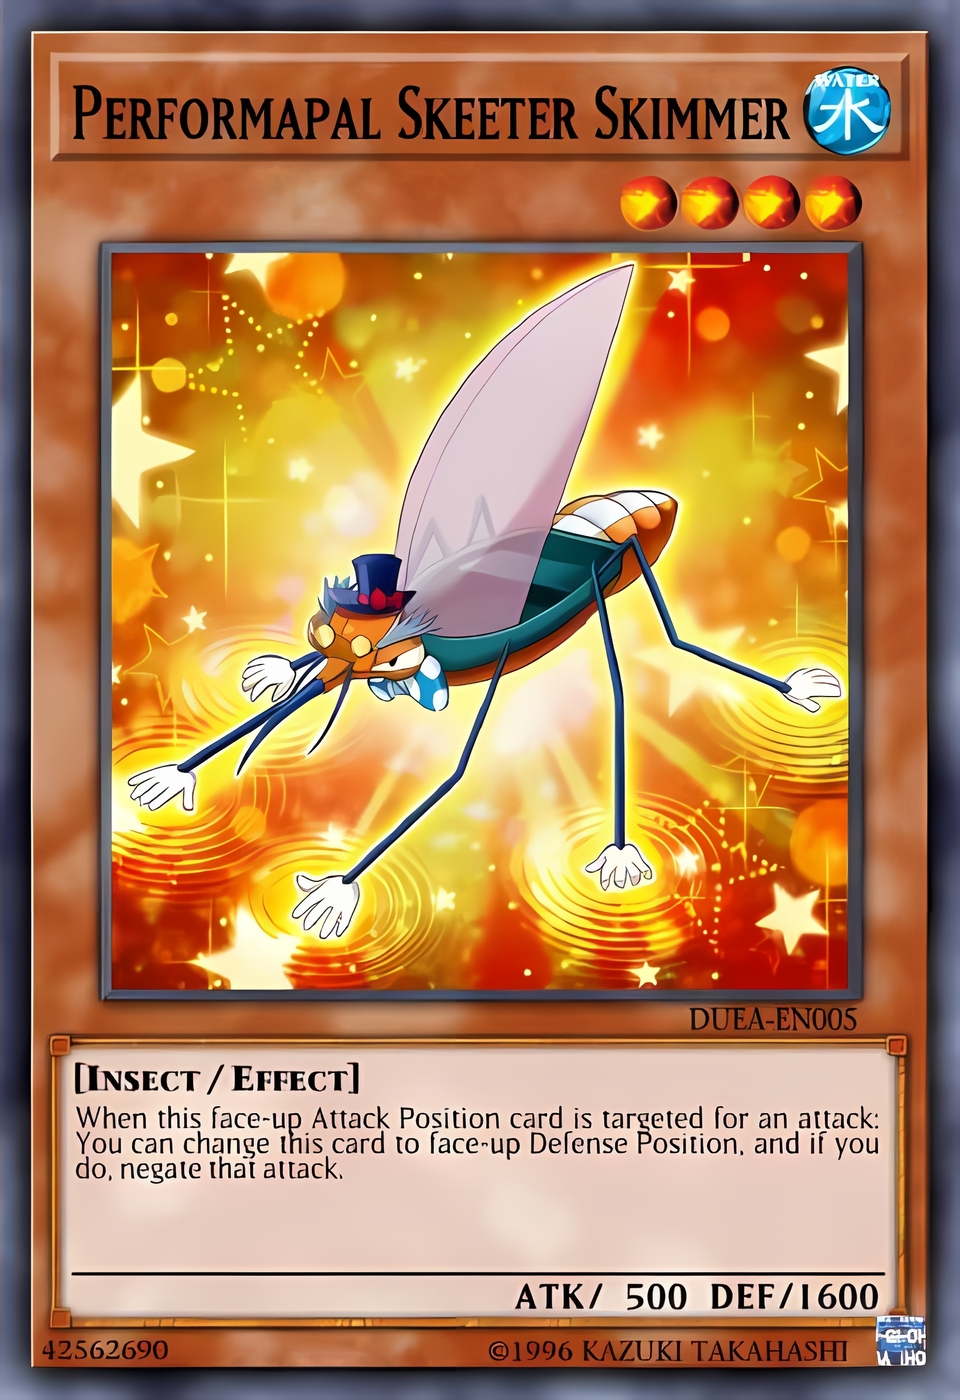 PERFORMAPAL SKEETER SKIMMER
WATER
水
DUEA-EN005
[INSECT / EFFECT]
When this face-up Attack Position card is targeted for an attack:
You can change this card to face-up Defense Position, and if you
do, negate that attack.
ATK/ 500 DEF/1600
42562690
©1996 KAZUKI TAKAHASHI